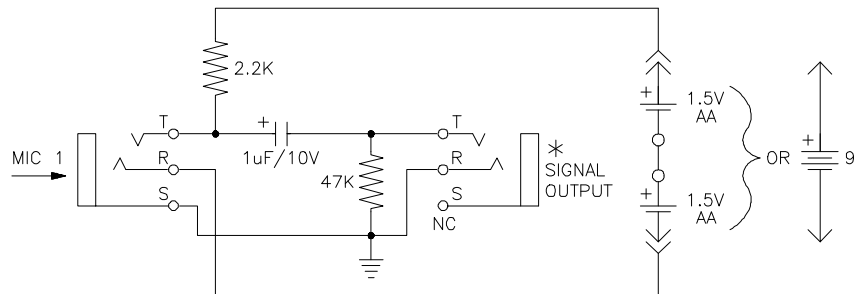 2.2K
T
+
1uF/10V
T
MIC 1
R
47K
R
*
SIGNAL
OUTPUT
S
S
NC
+
1.5V
AA
+
1.5V
AA
OR
+
9